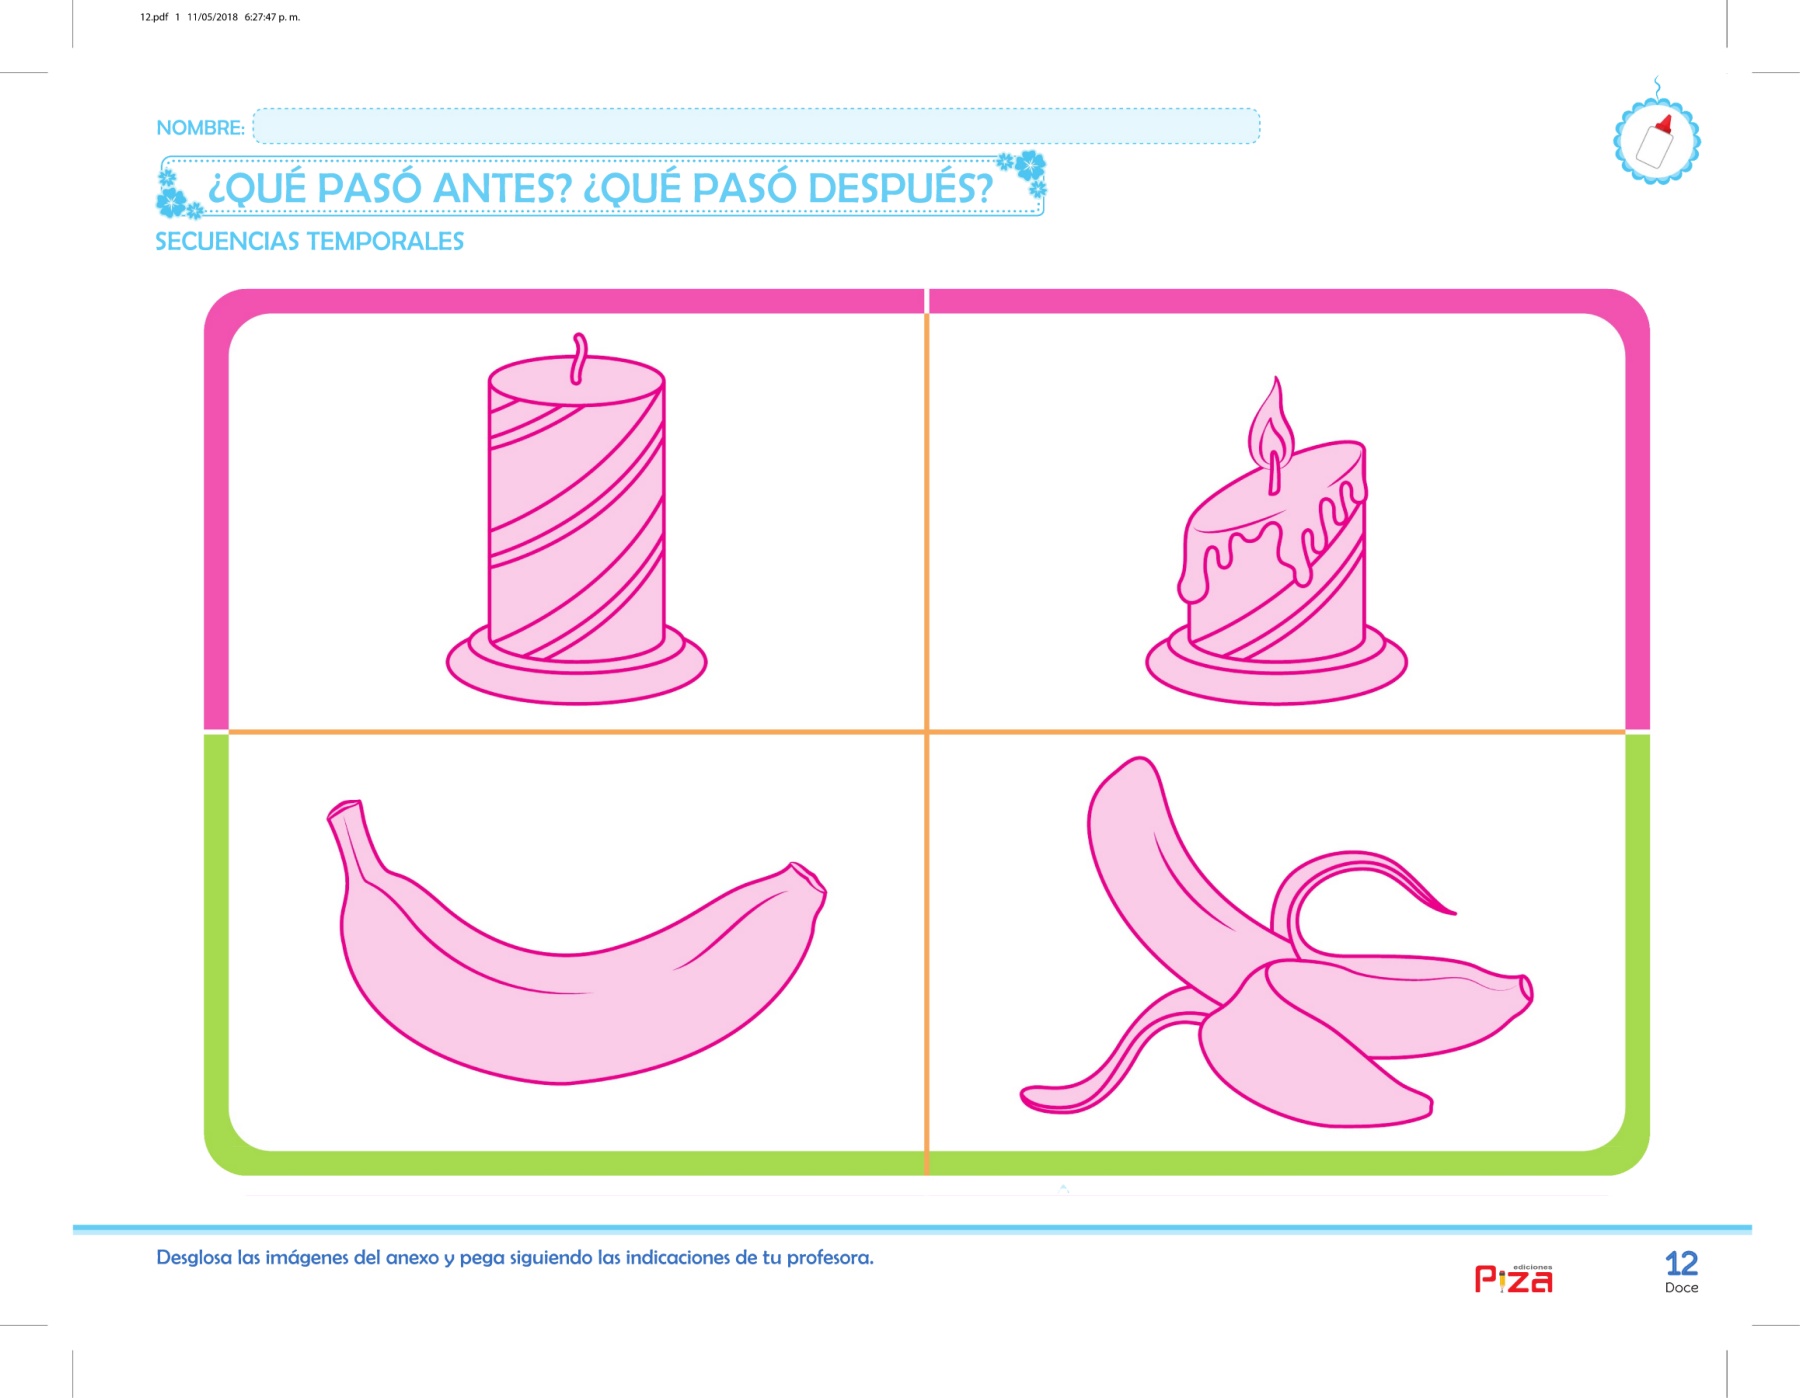 12.pdf 1 11/05/2018 6:27:47 p. m.
NOMBRE:
¿QUÉ PASÓ ANTES? ¿QUÉ PASÓ DESPUÉS?
SECUENCIAS TEMPORALES
Desglosa las imágenes del anexo y pega siguiendo las indicaciones de tu profesora.
ediciones
Piza
12
Doce